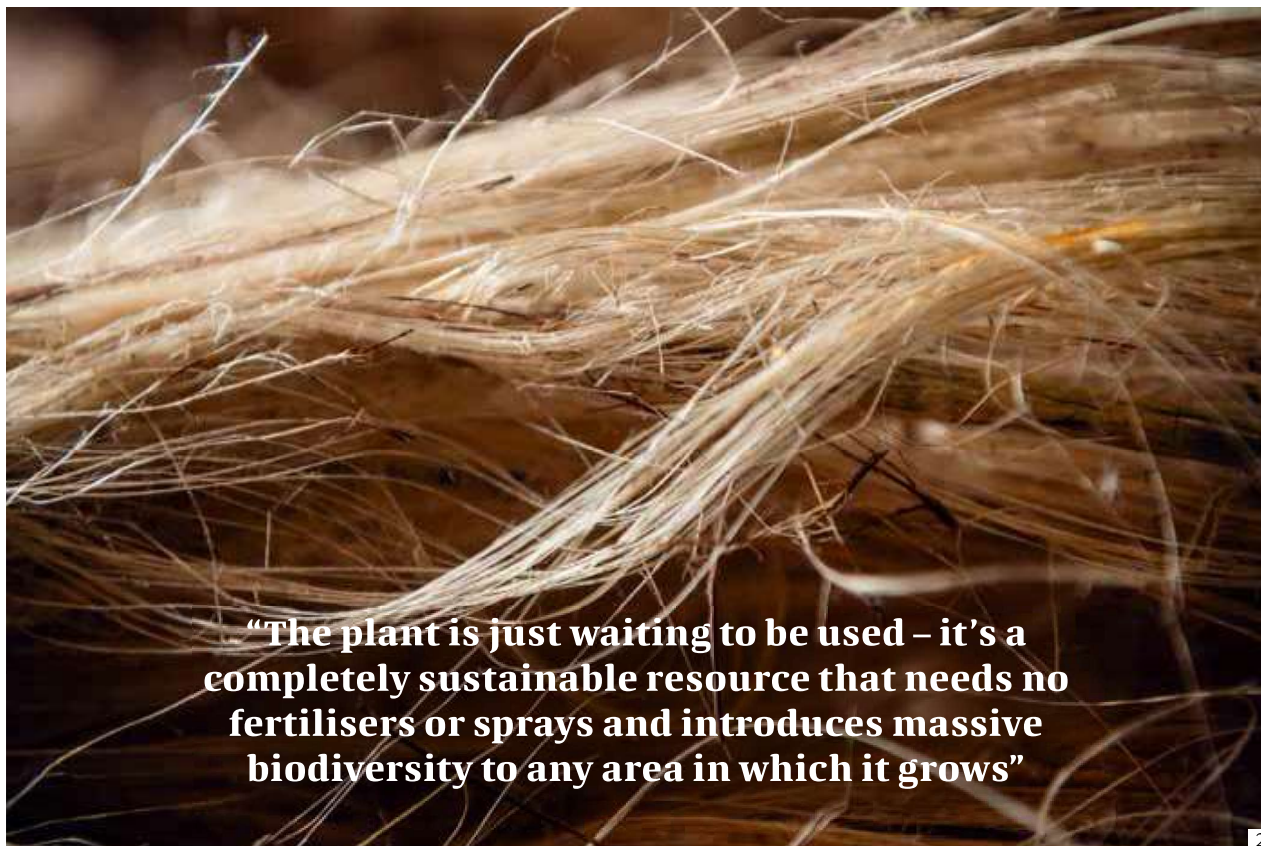 “The plant is just waiting to be used – it’s a
completely sustainable resource that needs no
fertilisers or sprays and introduces massive
biodiversity to any area in which it grows”
2